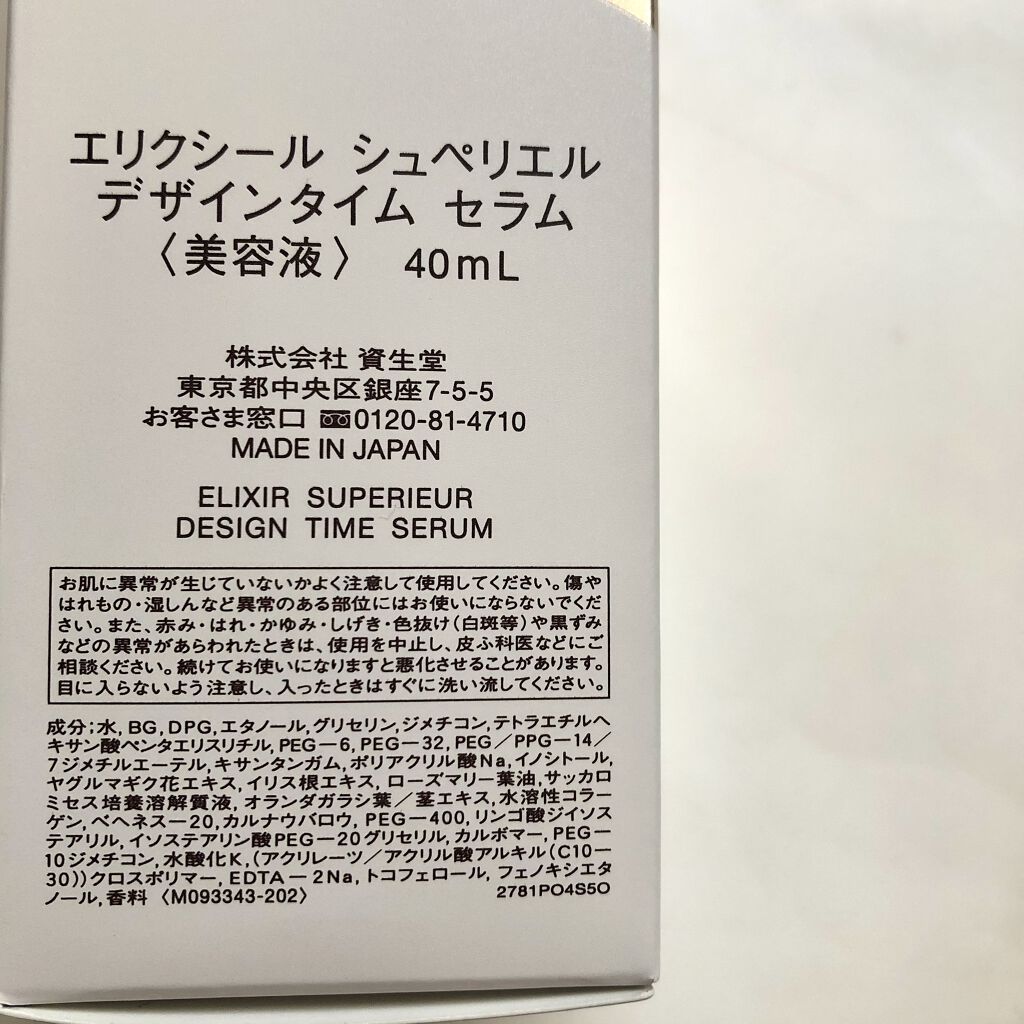 エリクシール シュペリエル
デザインタイム セラム
〈美容液〉 40mL
株式会社 資生堂
東京都中央区銀座7-5-5
お客さま窓口 0120-81-4710
MADE IN JAPAN
ELIXIR SUPERIEUR
DESIGN TIME SERUM
お肌に異常が生じていないかよく注意して使用してください。傷や
はれもの・湿しんなど異常のある部位にはお使いにならないでくだ
さい。また、赤み・はれ・かゆみ・しげき・色抜け(白斑等)や黒ずみ
などの異常があらわれたときは、使用を中止し、皮ふ科医などにご
相談ください。続けてお使いになりますと悪化させることがあります。
目に入らないよう注意し、入ったときはすぐに洗い流してください。
成分;水,BG,DPG,エタノール,グリセリン,ジメチコン,テトラエチルヘ
キサン酸ペンタエリスリチル,PEG－6,PEG－32,PEG／PPG－14／
7ジメチルエーテル,キサンタンガム,ポリアクリル酸Na,イノシトール,
ヤグルマギク花エキス,イリス根エキス,ローズマリー葉油,サッカロ
ミセス培養溶解質液,オランダガラシ葉／茎エキス,水溶性コラー
ゲン,ベヘネス－20,カルナウバロウ,PEG－400,リンゴ酸ジイソス
テアリル,イソステアリン酸PEG－20グリセリル,カルボマー,PEG－
10ジメチコン,水酸化K,(アクリレーツ／アクリル酸アルキル(C10－
30))クロスポリマー,EDTA－2Na,トコフェロール,フェノキシエタ
ノール,香料 〈M093343-202〉 2781PO4S5O